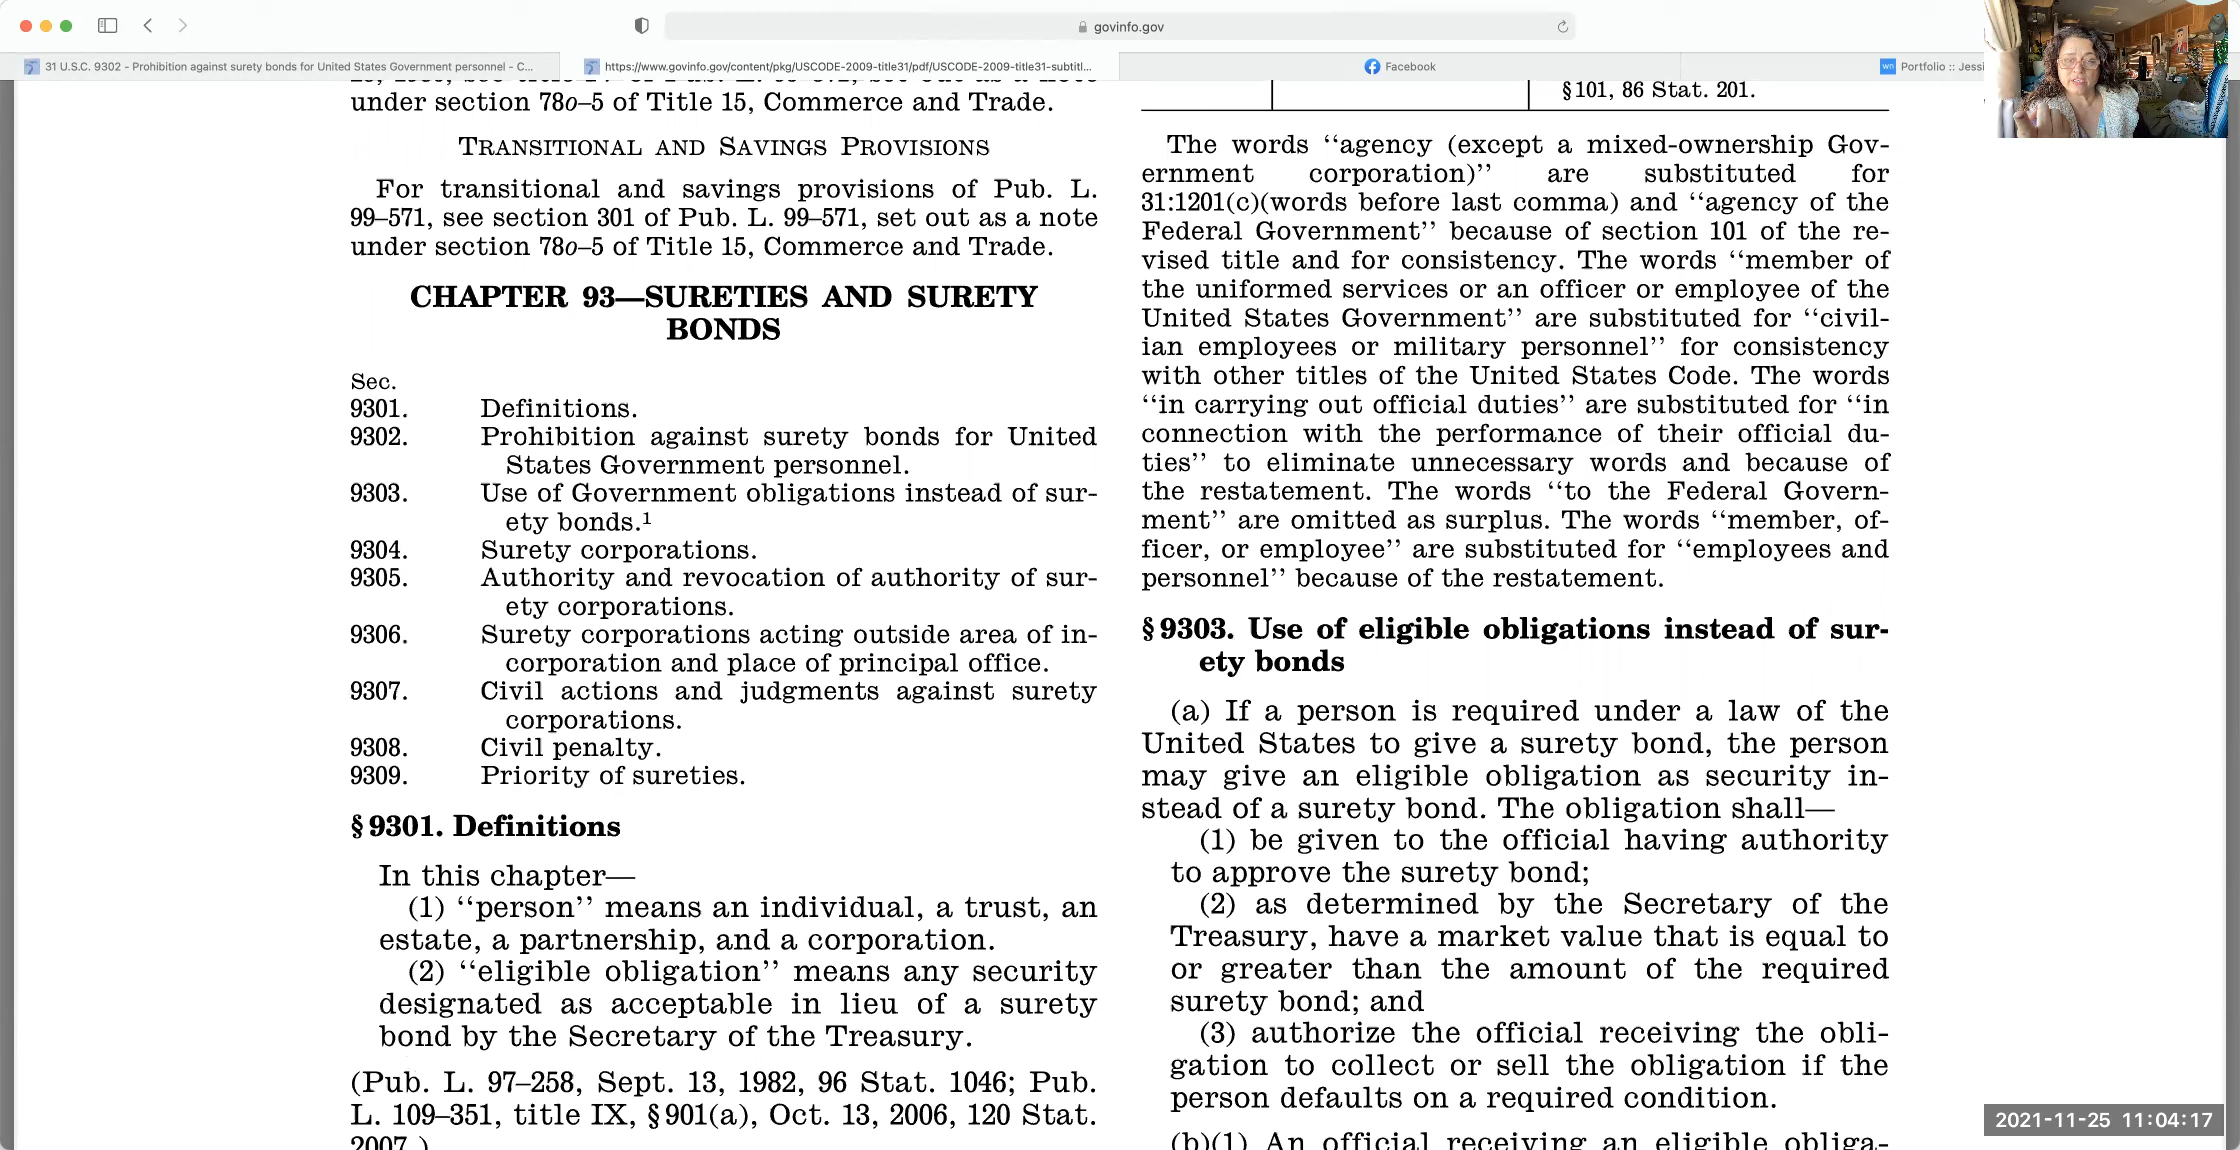 govinfo.gov
31 U.S.C. 9302 - Prohibition against surety bonds for United States Government personnel - C...
https://www.govinfo.gov/content/pkg/USCODE-2009-title31/pdf/USCODE-2009-title31-subtitl...
Facebook
Portfolio :: Jessi
under section 78o–5 of Title 15, Commerce and Trade.
TRANSITIONAL AND SAVINGS PROVISIONS
For transitional and savings provisions of Pub. L.
99–571, see section 301 of Pub. L. 99–571, set out as a note
under section 78o–5 of Title 15, Commerce and Trade.
CHAPTER 93—SURETIES AND SURETY
BONDS
Sec.
9301. Definitions.
9302. Prohibition against surety bonds for United
States Government personnel.
9303. Use of Government obligations instead of sur-
ety bonds.¹
9304. Surety corporations.
9305. Authority and revocation of authority of sur-
ety corporations.
9306. Surety corporations acting outside area of in-
corporation and place of principal office.
9307. Civil actions and judgments against surety
corporations.
9308. Civil penalty.
9309. Priority of sureties.
§ 9301. Definitions
In this chapter—
(1) ‘‘person’’ means an individual, a trust, an
estate, a partnership, and a corporation.
(2) ‘‘eligible obligation’’ means any security
designated as acceptable in lieu of a surety
bond by the Secretary of the Treasury.
(Pub. L. 97–258, Sept. 13, 1982, 96 Stat. 1046; Pub.
L. 109–351, title IX, § 901(a), Oct. 13, 2006, 120 Stat.
2007.)
§ 101, 86 Stat. 201.
The words ‘‘agency (except a mixed-ownership Gov-
ernment corporation)’’ are substituted for
31:1201(c)(words before last comma) and ‘‘agency of the
Federal Government’’ because of section 101 of the re-
vised title and for consistency. The words ‘‘member of
the uniformed services or an officer or employee of the
United States Government’’ are substituted for ‘‘civil-
ian employees or military personnel’’ for consistency
with other titles of the United States Code. The words
‘‘in carrying out official duties’’ are substituted for ‘‘in
connection with the performance of their official du-
ties’’ to eliminate unnecessary words and because of
the restatement. The words ‘‘to the Federal Govern-
ment’’ are omitted as surplus. The words ‘‘member, of-
ficer, or employee’’ are substituted for ‘‘employees and
personnel’’ because of the restatement.
§ 9303. Use of eligible obligations instead of sur-
ety bonds
(a) If a person is required under a law of the
United States to give a surety bond, the person
may give an eligible obligation as security in-
stead of a surety bond. The obligation shall—
(1) be given to the official having authority
to approve the surety bond;
(2) as determined by the Secretary of the
Treasury, have a market value that is equal to
or greater than the amount of the required
surety bond; and
(3) authorize the official receiving the obli-
gation to collect or sell the obligation if the
person defaults on a required condition.
(b)(1) An official receiving an eligible obliga-
2021-11-25 11:04:17